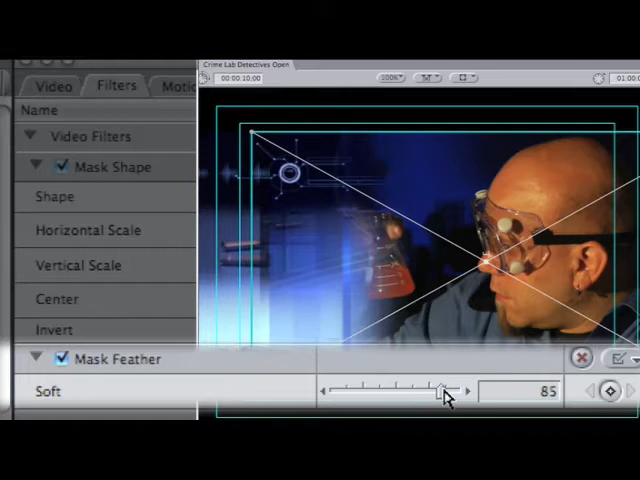 Crime Lab Detectives Open
00:00:10;00
100%
01:00:0
Video
Filters
Motio
Name
Video Filters
Mask Shape
Shape
Horizontal Scale
Vertical Scale
Center
Invert
Mask Feather
Soft
85